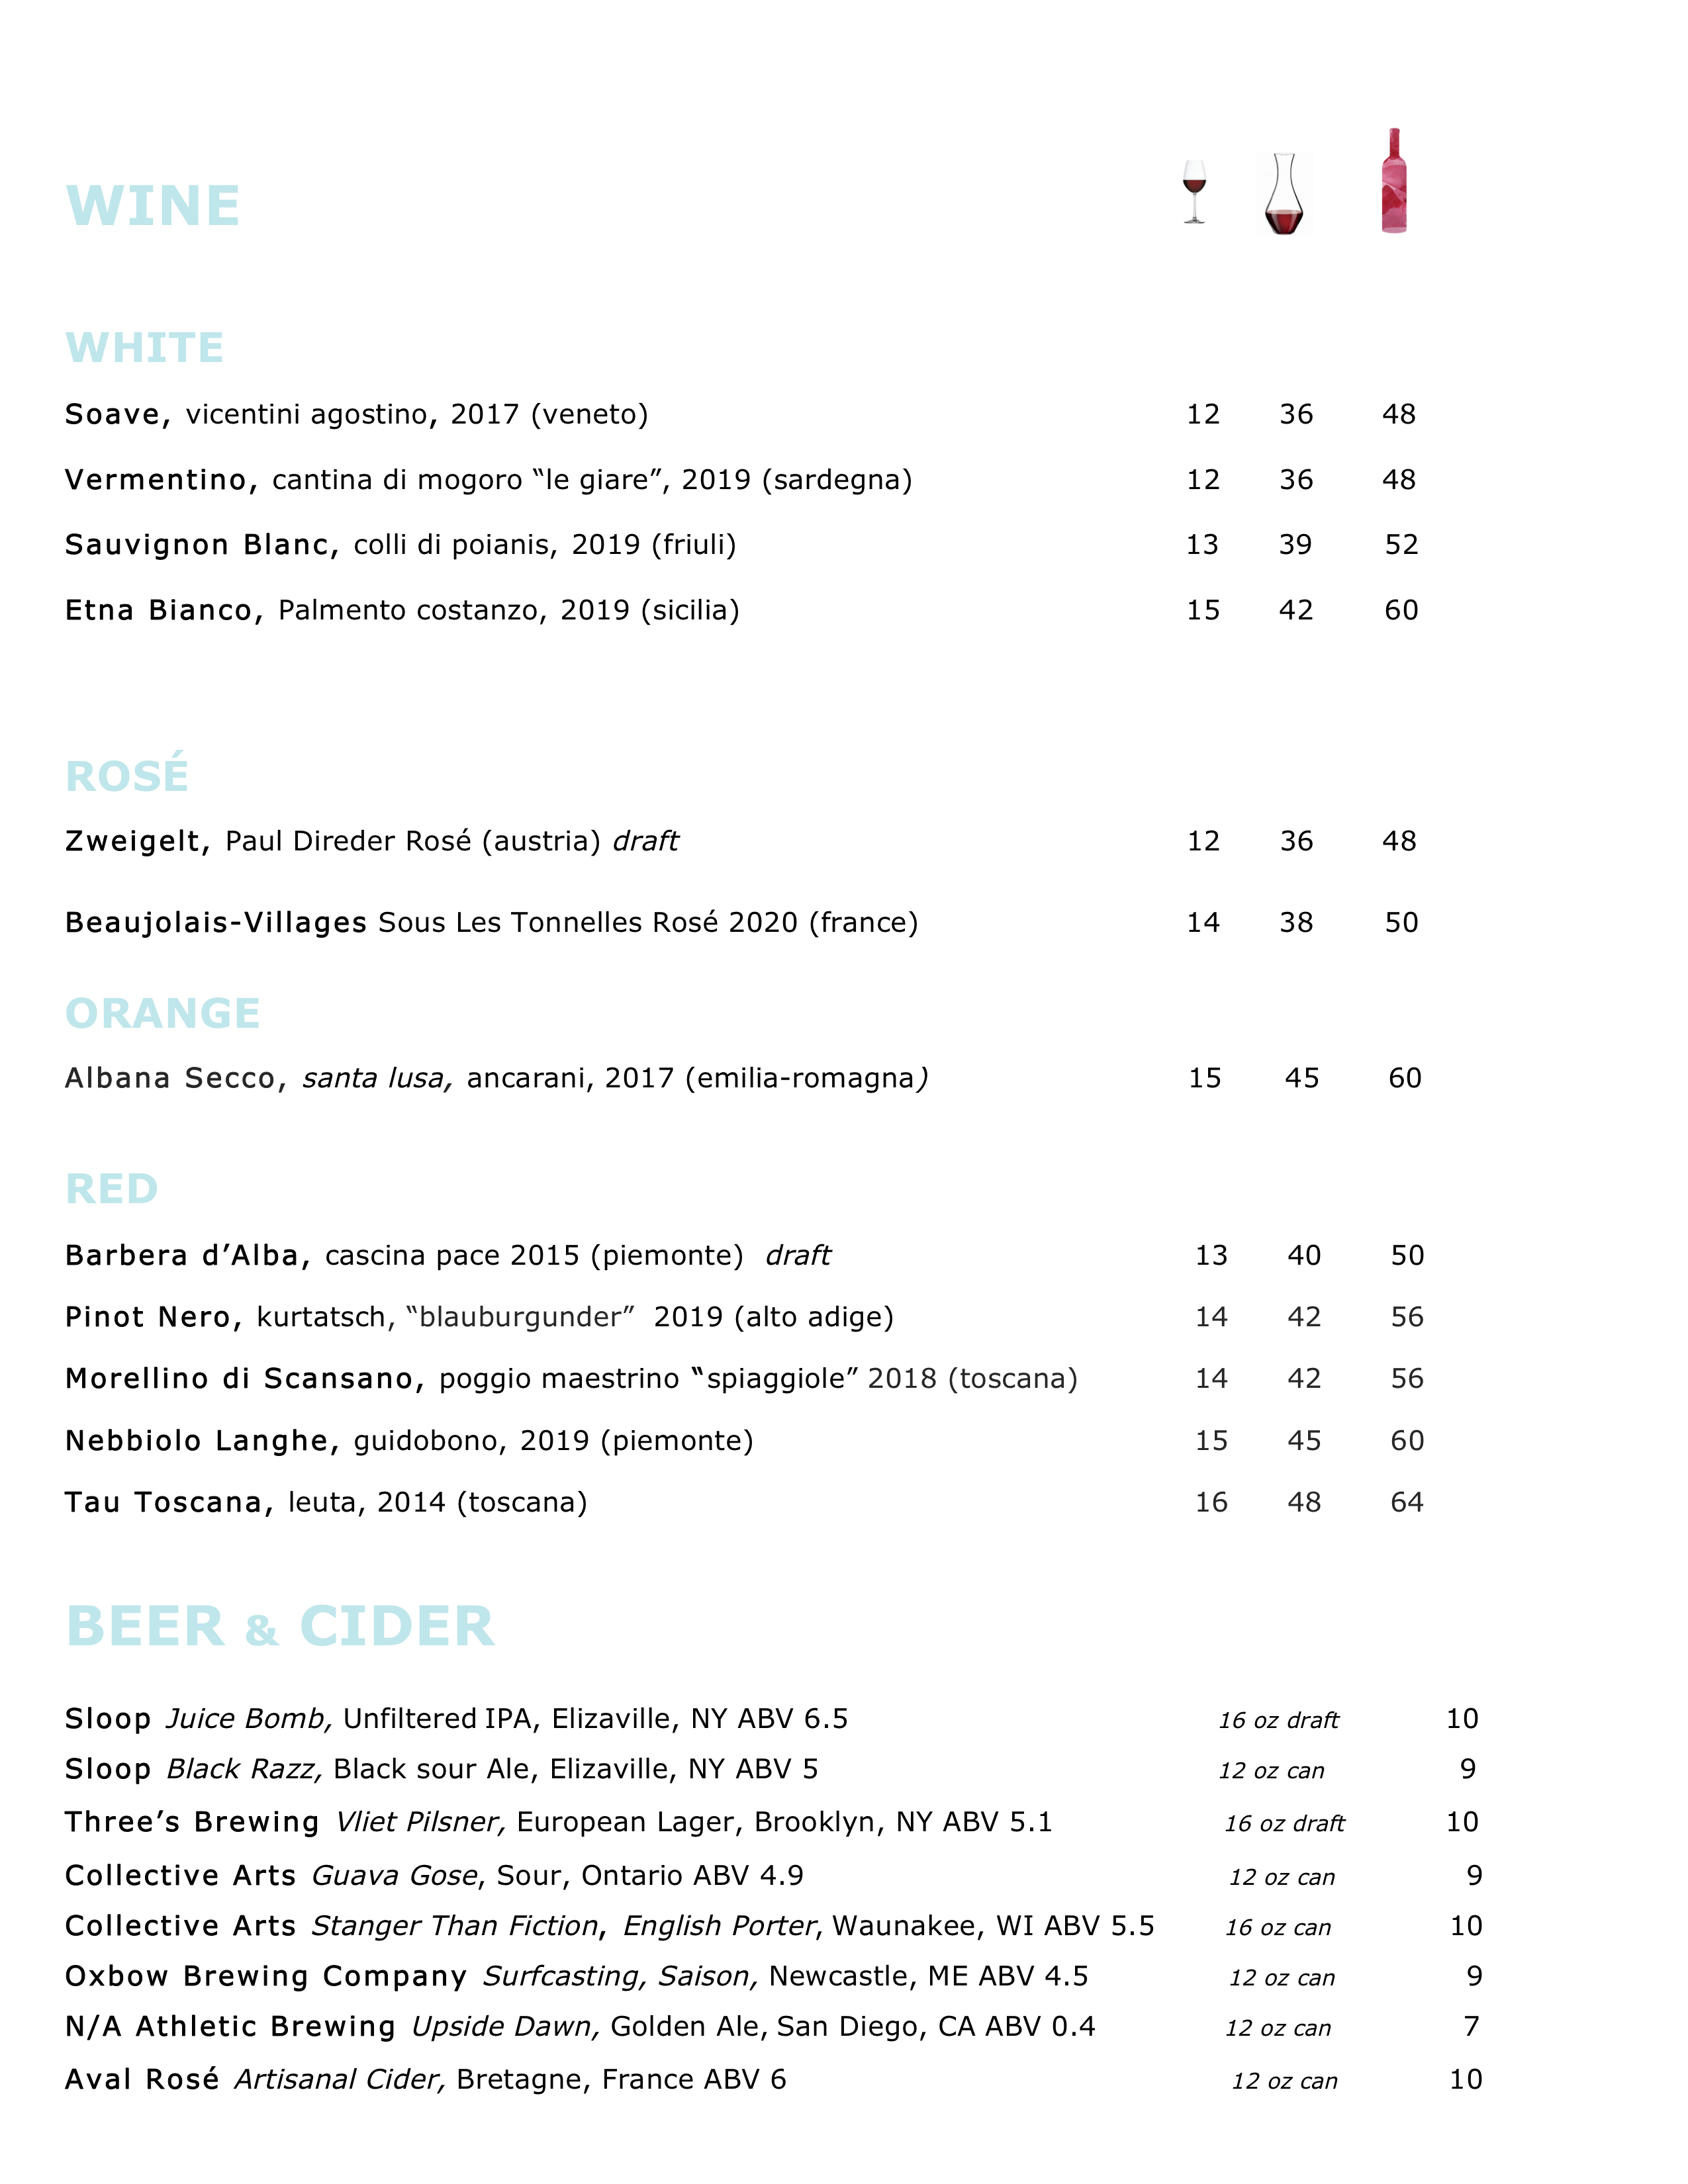 WINE
WHITE
Soave, vicentini agostino, 2017 (veneto) 12 36 48
Vermentino, cantina di mogoro “le giare”, 2019 (sardegna) 12 36 48
Sauvignon Blanc, colli di poianis, 2019 (friuli) 13 39 52
Etna Bianco, Palmento costanzo, 2019 (sicilia) 15 42 60
ROSÉ
Zweigelt, Paul Direder Rosé (austria) draft 12 36 48
Beaujolais-Villages Sous Les Tonnelles Rosé 2020 (france) 14 38 50
ORANGE
Albana Secco, santa lusa, ancarani, 2017 (emilia-romagna) 15 45 60
RED
Barbera d’Alba, cascina pace 2015 (piemonte) draft 13 40 50
Pinot Nero, kurtatsch, “blauburgunder” 2019 (alto adige) 14 42 56
Morellino di Scansano, poggio maestrino “spiaggiole” 2018 (toscana) 14 42 56
Nebbiolo Langhe, guidobono, 2019 (piemonte) 15 45 60
Tau Toscana, leuta, 2014 (toscana) 16 48 64
BEER & CIDER
Sloop Juice Bomb, Unfiltered IPA, Elizaville, NY ABV 6.5 16 oz draft 10
Sloop Black Razz, Black sour Ale, Elizaville, NY ABV 5 12 oz can 9
Three’s Brewing Vliet Pilsner, European Lager, Brooklyn, NY ABV 5.1 16 oz draft 10
Collective Arts Guava Gose, Sour, Ontario ABV 4.9 12 oz can 9
Collective Arts Stanger Than Fiction, English Porter, Waunakee, WI ABV 5.5 16 oz can 10
Oxbow Brewing Company Surfcasting, Saison, Newcastle, ME ABV 4.5 12 oz can 9
N/A Athletic Brewing Upside Dawn, Golden Ale, San Diego, CA ABV 0.4 12 oz can 7
Aval Rosé Artisanal Cider, Bretagne, France ABV 6 12 oz can 10